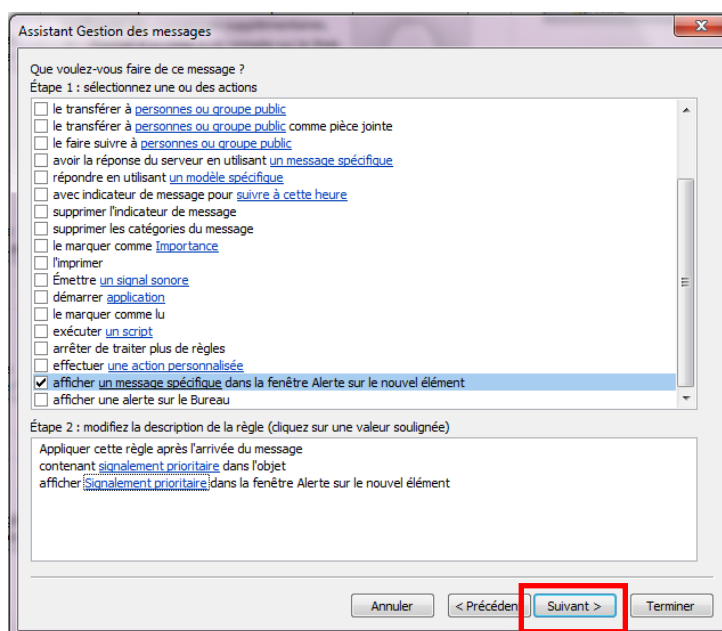 Assistant Gestion des messages
Que voulez-vous faire de ce message ?
Étape 1 : sélectionnez une ou des actions
le transférer à personnes ou groupe public
le transférer à personnes ou groupe public comme pièce jointe
le faire suivre à personnes ou groupe public
avoir la réponse du serveur en utilisant un message spécifique
répondre en utilisant un modèle spécifique
avec indicateur de message pour suivre à cette heure
supprimer l'indicateur de message
supprimer les catégories du message
le marquer comme Importance
l'imprimer
Émettre un signal sonore
démarrer application
le marquer comme lu
exécuter un script
arrêter de traiter plus de règles
effectuer une action personnalisée
afficher un message spécifique dans la fenêtre Alerte sur le nouvel élément
afficher une alerte sur le Bureau
Étape 2 : modifiez la description de la règle (cliquez sur une valeur soulignée)
Appliquer cette règle après l'arrivée du message
contenant signalement prioritaire dans l'objet
afficher Signalement prioritaire dans la fenêtre Alerte sur le nouvel élément
Annuler
< Précéden
Suivant >
Terminer